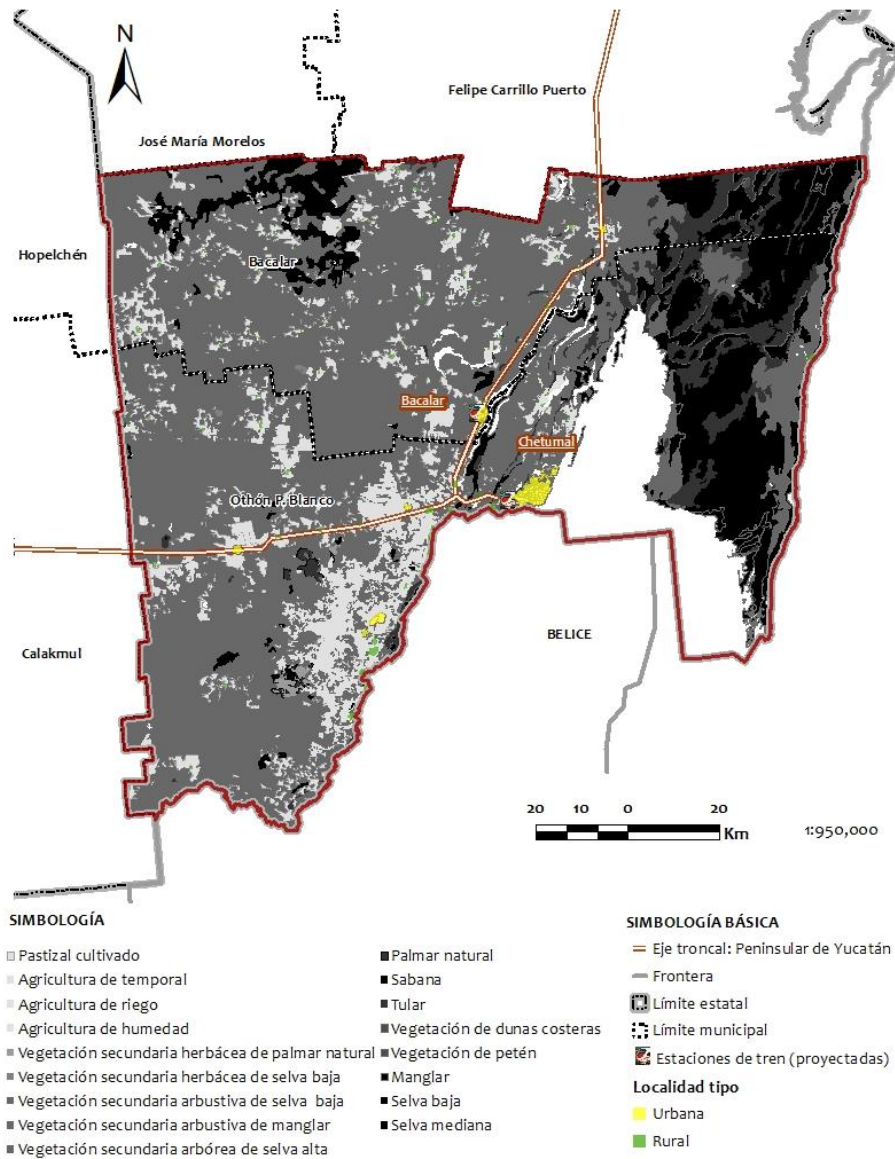 N
Felipe Carrillo Puerto
José María Morelos
Hopelchén
Bacalar
Bacalar
Chetumal
Othón P. Blanco
Calakmul
BELICE
20 10 0 20
Km
1:950,000
SIMBOLOGÍA
Pastizal cultivado
Agricultura de temporal
Agricultura de riego
Agricultura de humedad
Vegetación secundaria herbácea de palmar natural
Vegetación secundaria herbácea de selva baja
Vegetación secundaria arbustiva de selva baja
Vegetación secundaria arbustiva de manglar
Vegetación secundaria arbórea de selva alta
Palmar natural
Sabana
Tular
Vegetación de dunas costeras
Vegetación de petén
Manglar
Selva baja
Selva mediana
SIMBOLOGÍA BÁSICA
Eje troncal: Peninsular de Yucatán
Frontera
Límite estatal
Límite municipal
Estaciones de tren (proyectadas)
Localidad tipo
Urbana
Rural